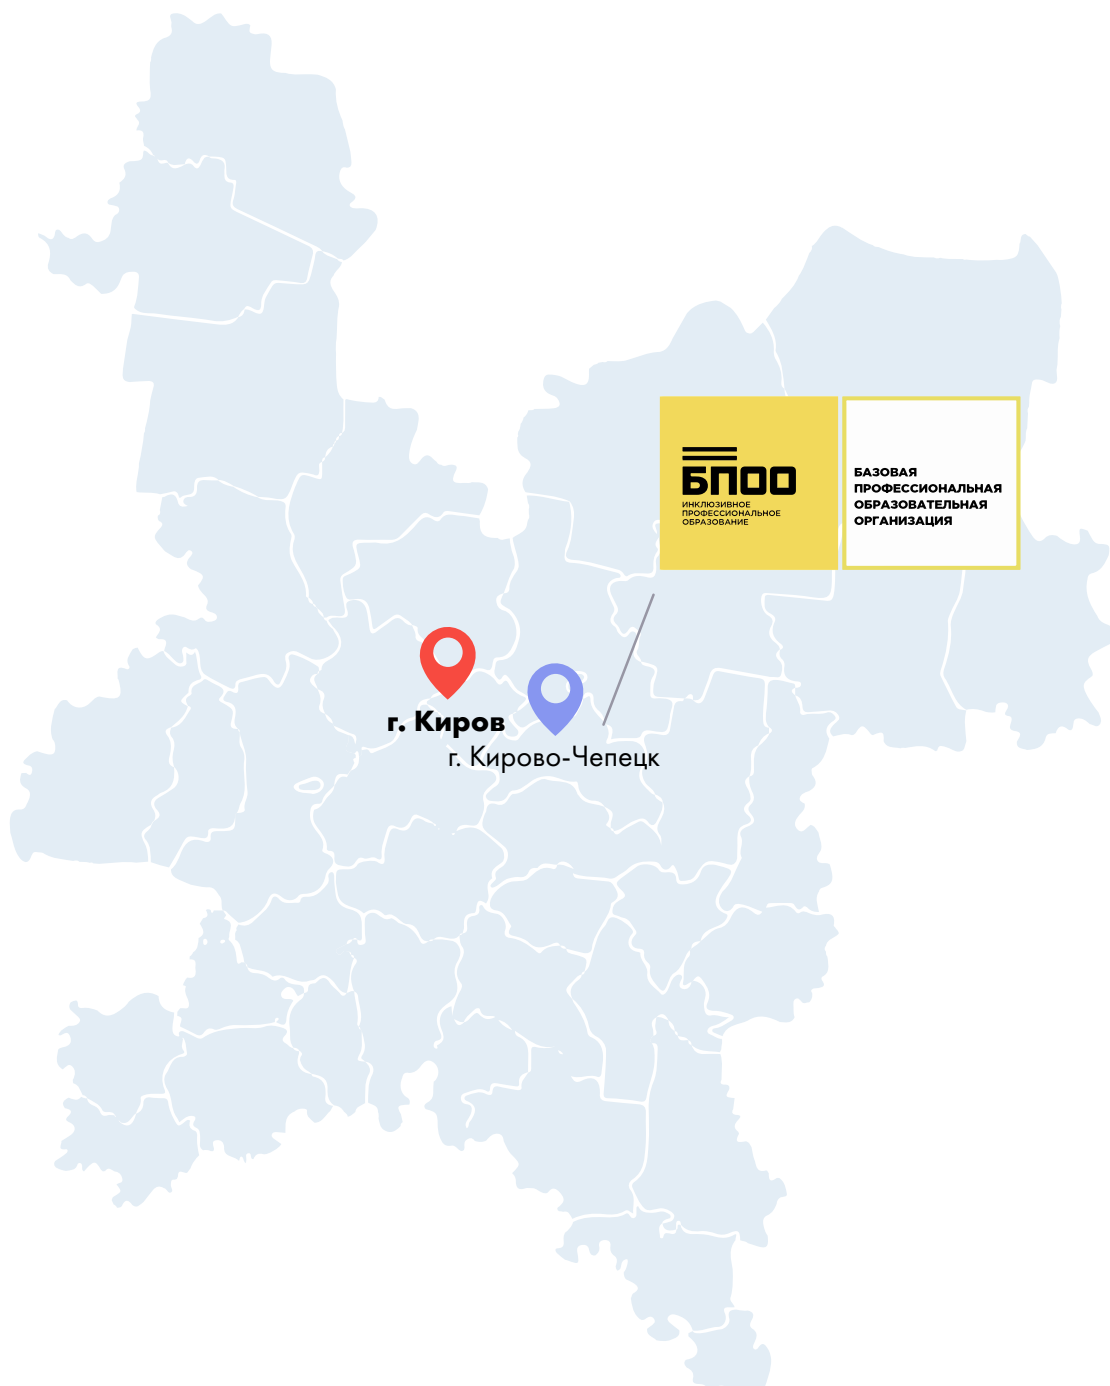 БПОО
ИНКЛЮЗИВНОЕ
ПРОФЕССИОНАЛЬНОЕ
ОБРАЗОВАНИЕ
БАЗОВАЯ
ПРОФЕССИОНАЛЬНАЯ
ОБРАЗОВАТЕЛЬНАЯ
ОРГАНИЗАЦИЯ
г. Киров
г. Кирово-Чепецк